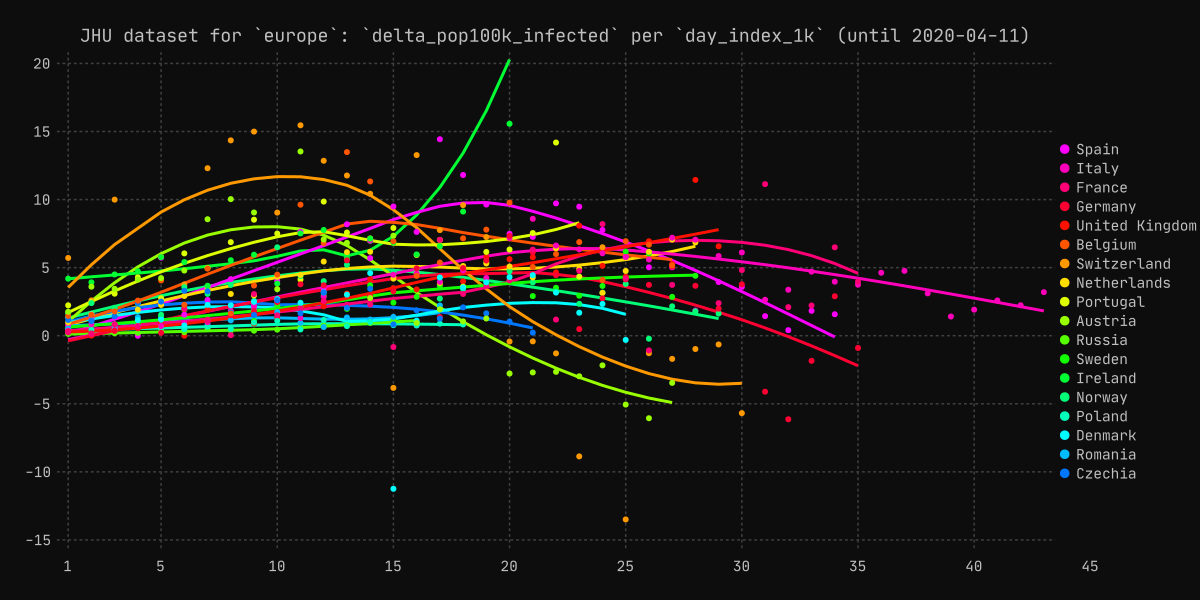 JHU dataset for `europe`: `delta_pop100k_infected` per `day_index_1k` (until 2020-04-11)
20
15
10
5
0
-5
-10
-15
1 5 10 15 20 25 30 35 40 45
Spain
Italy
France
Germany
United Kingdom
Belgium
Switzerland
Netherlands
Portugal
Austria
Russia
Sweden
Ireland
Norway
Poland
Denmark
Romania
Czechia